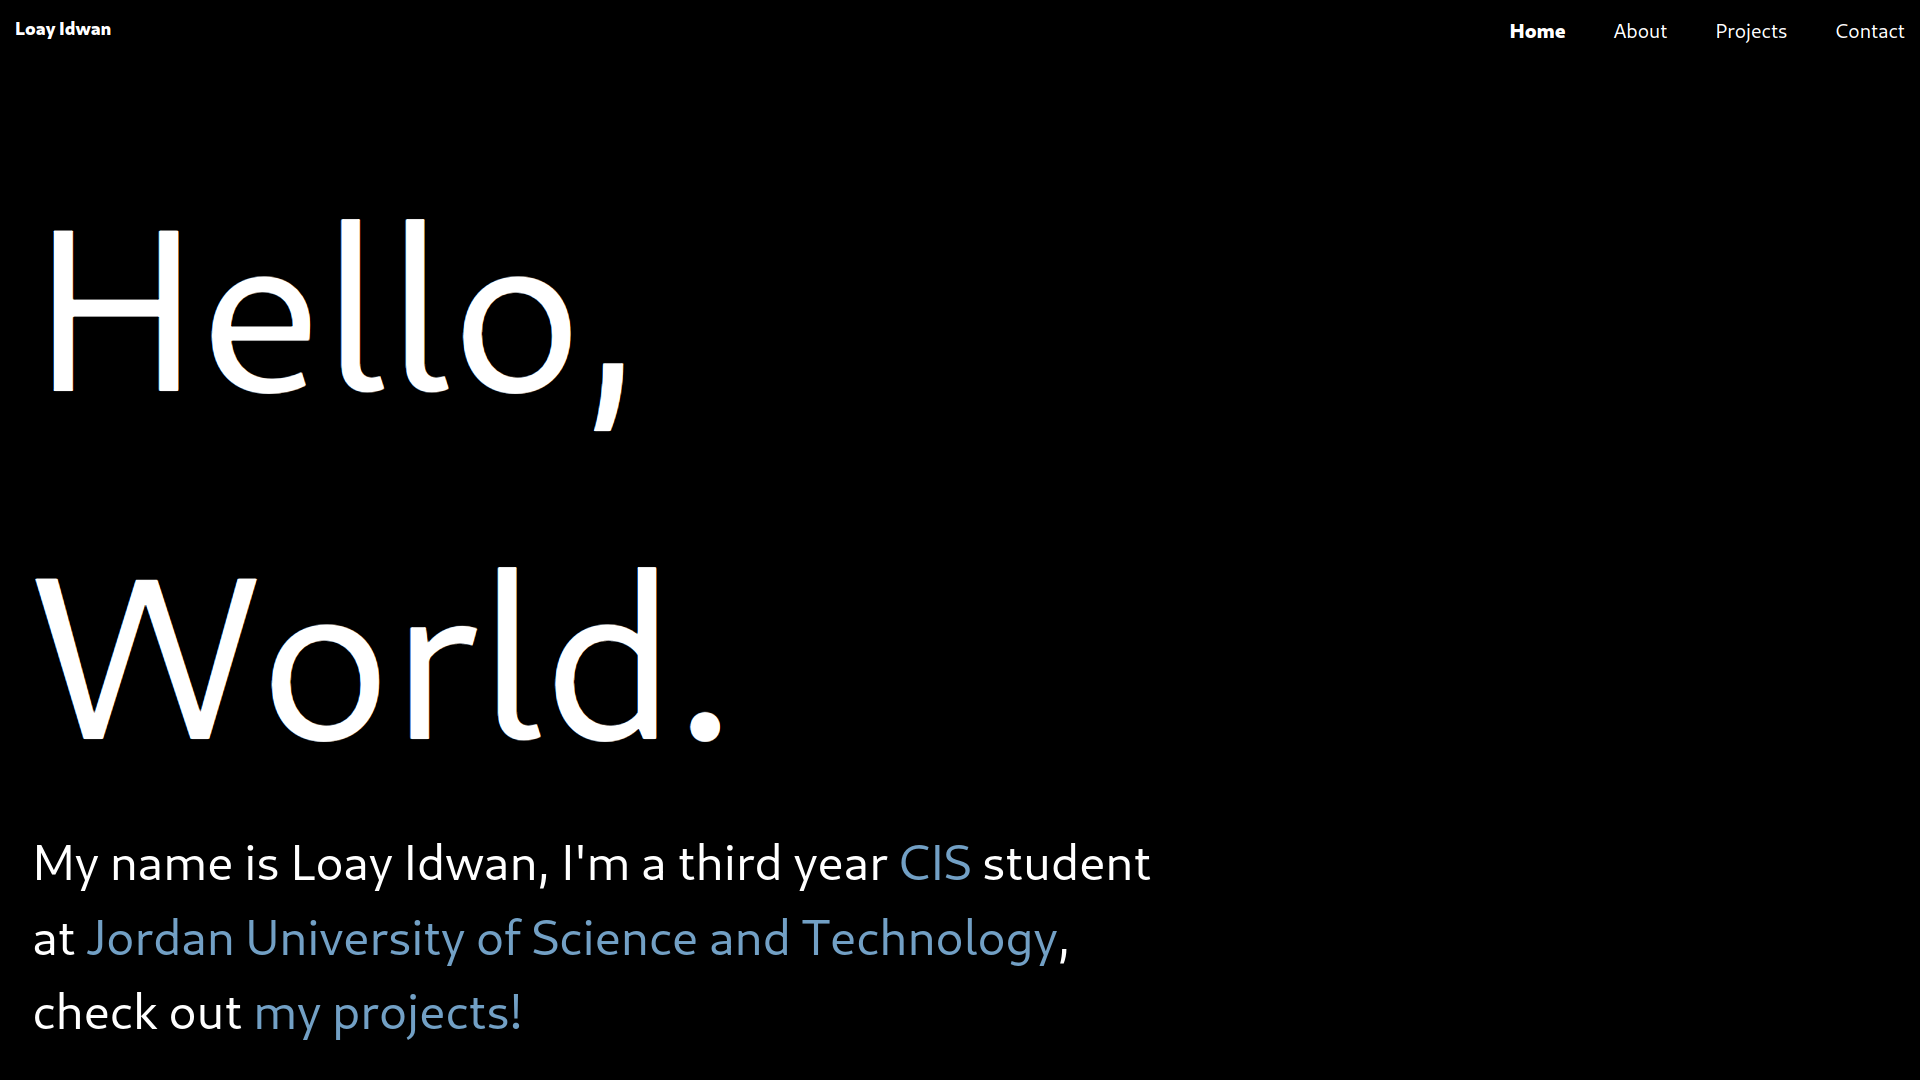 Loay Idwan
Home About Projects Contact
Hello,
World.
My name is Loay Idwan, I'm a third year CIS student
at Jordan University of Science and Technology,
check out my projects!